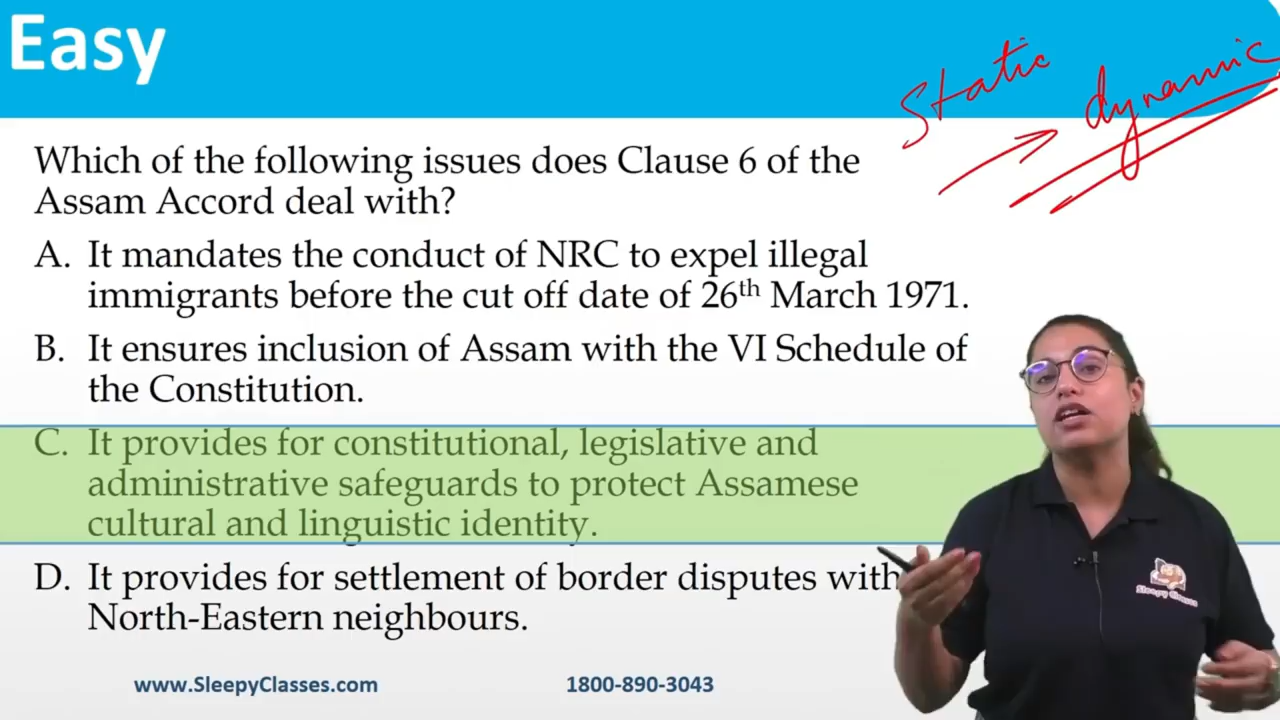 Easy
Static
→ dynamic
Which of the following issues does Clause 6 of the
Assam Accord deal with?
A. It mandates the conduct of NRC to expel illegal
immigrants before the cut off date of 26th March 1971.
B. It ensures inclusion of Assam with the VI Schedule of
the Constitution.
C. It provides for constitutional, legislative and
administrative safeguards to protect Assamese
cultural and linguistic identity.
D. It provides for settlement of border disputes with
North-Eastern neighbours.
Sleepy Classes
www.SleepyClasses.com
1800-890-3043